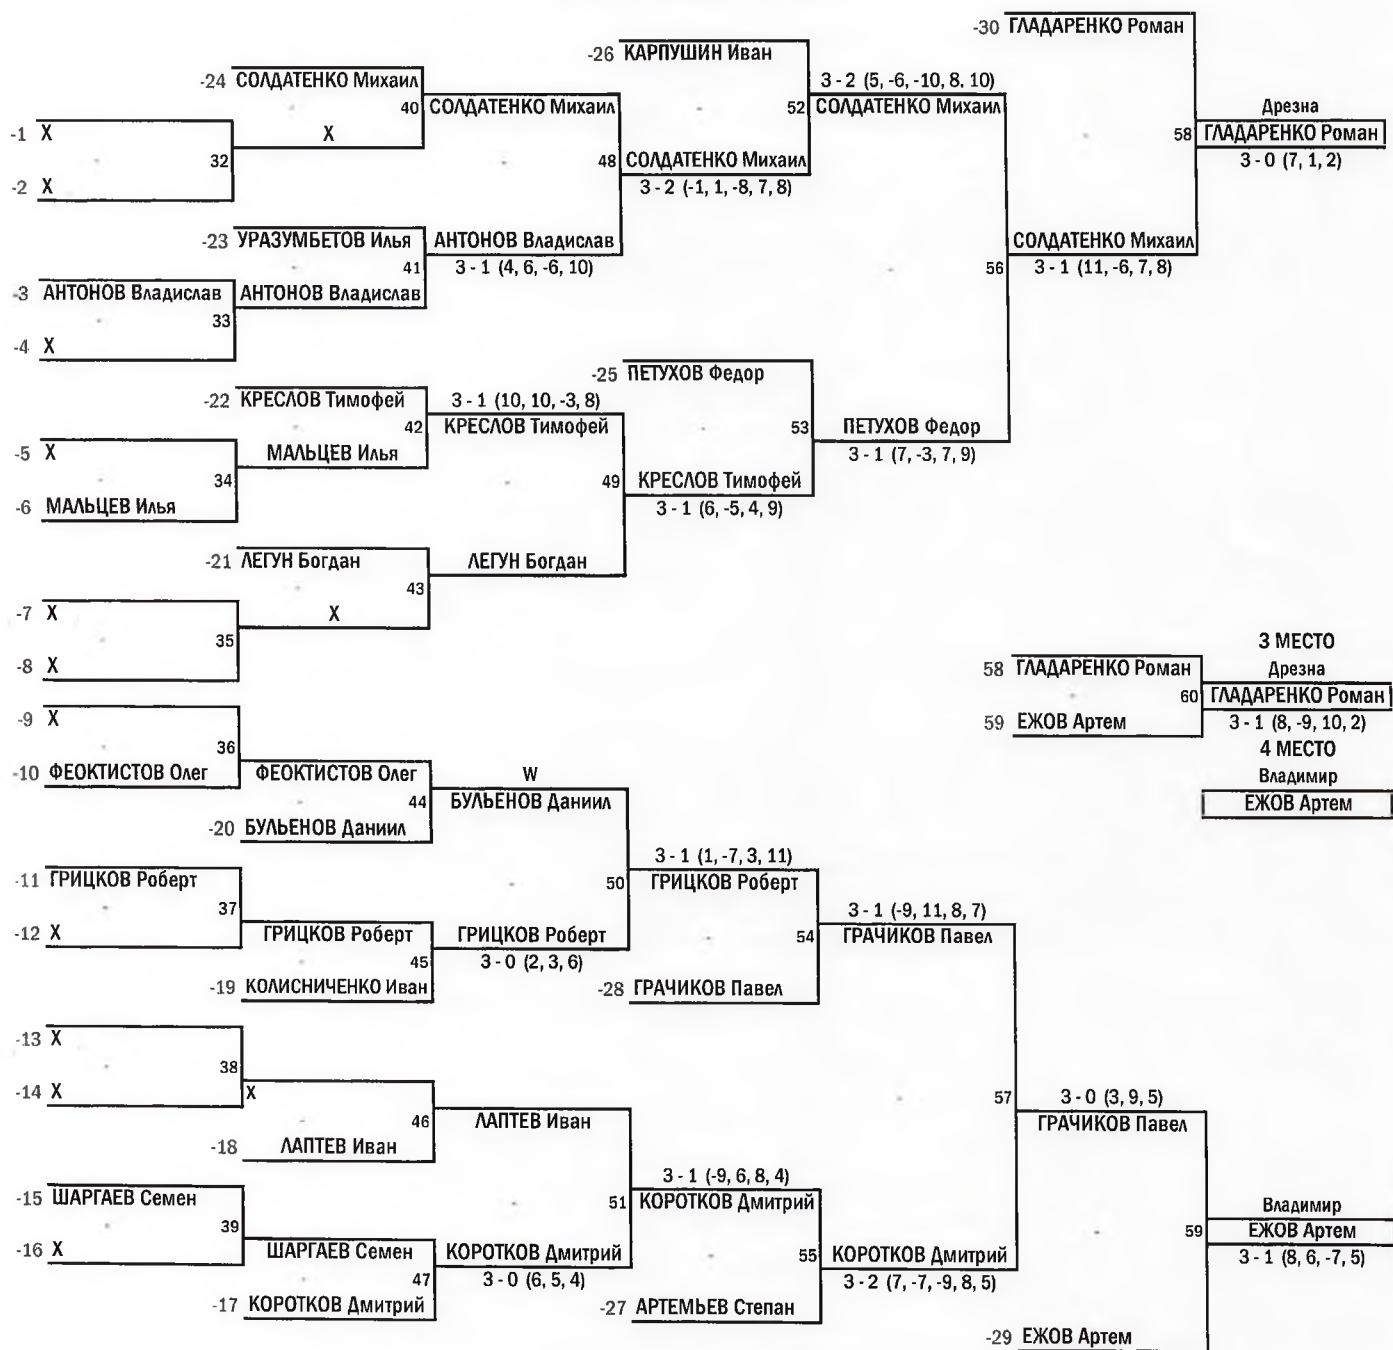 -30 ГЛАДАРЕНКО Роман
-26 КАРПУШИН Иван
-24 СОЛДАТЕНКО Михаил
3 - 2 (5, -6, -10, 8, 10)
40 СОЛДАТЕНКО Михаил
52 СОЛДАТЕНКО Михаил
Дрезна
-1 X
X
58 ГЛАДАРЕНКО Роман
32
48 СОЛДАТЕНКО Михаил
3 - 0 (7, 1, 2)
-2 X
3 - 2 (-1, 1, -8, 7, 8)
-23 УРАЗУМБЕТОВ Илья
АНТОНОВ Владислав
СОЛДАТЕНКО Михаил
41
3 - 1 (4, 6, -6, 10)
56
3 - 1 (11, -6, 7, 8)
-3 АНТОНОВ Владислав
АНТОНОВ Владислав
33
-4 X
-25 ПЕТУХОВ Федор
-22 КРЕСЛОВ Тимофей
3 - 1 (10, 10, -3, 8)
42
КРЕСЛОВ Тимофей
53
ПЕТУХОВ Федор
-5 X
МАЛЬЦЕВ Илья
3 - 1 (7, -3, 7, 9)
34
49
КРЕСЛОВ Тимофей
-6 МАЛЬЦЕВ Илья
3 - 1 (6, -5, 4, 9)
-21 ЛЕГУН Богдан
ЛЕГУН Богдан
43
-7 X
X
35
3 МЕСТО
-8 X
58 ГЛАДАРЕНКО Роман
Дрезна
60 ГЛАДАРЕНКО Роман
-9 X
59 ЕЖОВ Артем
3 - 1 (8, -9, 10, 2)
36
4 МЕСТО
-10 ФЕОКТИСТОВ Олег
ФЕОКТИСТОВ Олег
W
Владимир
44
БУЛЬЕНОВ Даниил
ЕЖОВ Артем
-20 БУЛЬЕНОВ Даниил
3 - 1 (1, -7, 3, 11)
-11 ГРИЦКОВ Роберт
50
ГРИЦКОВ Роберт
37
3 - 1 (-9, 11, 8, 7)
-12 X
ГРИЦКОВ Роберт
ГРИЦКОВ Роберт
54
ГРАЧИКОВ Павел
45
3 - 0 (2, 3, 6)
-19 КОЛИСНИЧЕНКО Иван
-28 ГРАЧИКОВ Павел
-13 X
38
-14 X
X
57
3 - 0 (3, 9, 5)
46
ЛАПТЕВ Иван
ГРАЧИКОВ Павел
-18 ЛАПТЕВ Иван
3 - 1 (-9, 6, 8, 4)
-15 ШАРГАЕВ Семен
51
КОРОТКОВ Дмитрий
Владимир
39
59
ЕЖОВ Артем
-16 X
ШАРГАЕВ Семен
КОРОТКОВ Дмитрий
55
КОРОТКОВ Дмитрий
3 - 1 (8, 6, -7, 5)
47
3 - 0 (6, 5, 4)
3 - 2 (7, -7, -9, 8, 5)
-17 КОРОТКОВ Дмитрий
-27 АРТЕМЬЕВ Степан
-29 ЕЖОВ Артем